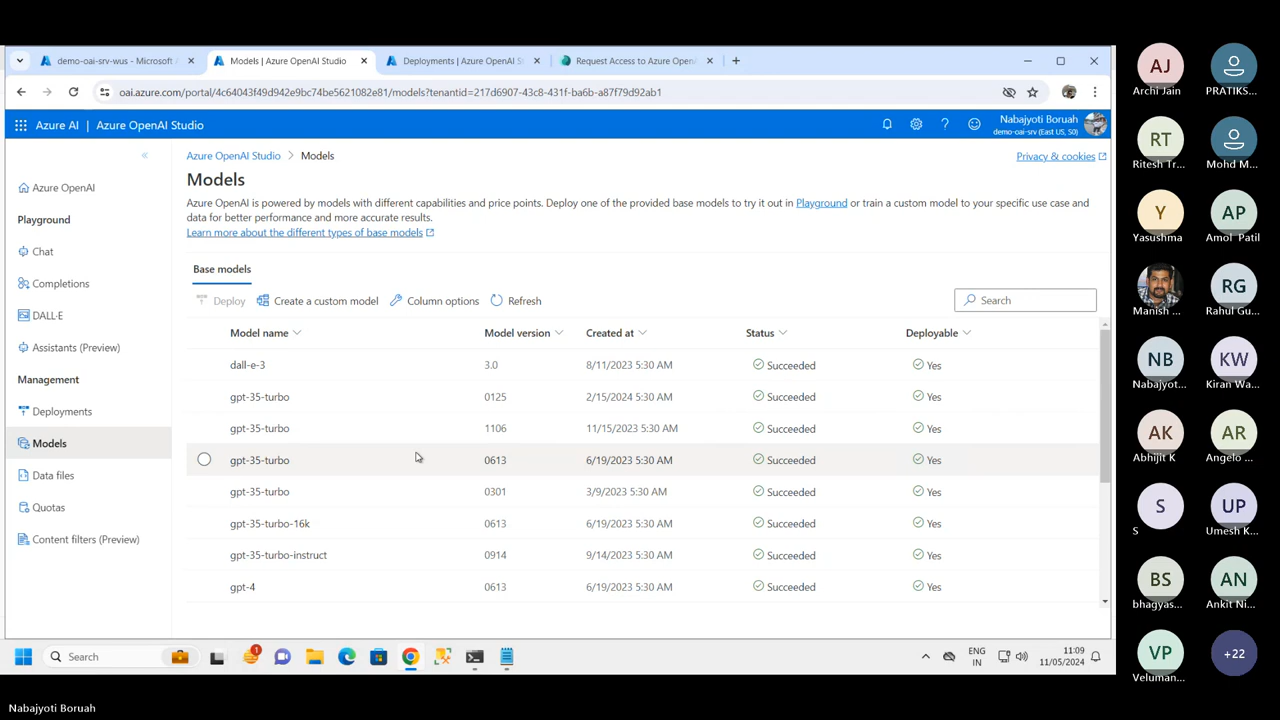 demo-oai-srv-wus - Microsoft A
Models | Azure OpenAI Studio
Deployments | Azure OpenAI St
Request Access to Azure OpenA
oai.azure.com/portal/4c64043f49d942e9bc74be5621082e81/models?tenantid=217d6907-43c8-431f-ba6b-a87f79d92ab1
Azure AI | Azure OpenAI Studio
Nabajyoti Boruah
demo-oai-srv (East US, S0)
Azure OpenAI
Playground
Chat
Completions
DALL·E
Assistants (Preview)
Management
Deployments
Models
Data files
Quotas
Content filters (Preview)
Azure OpenAI Studio > Models
Privacy & cookies
Models
Azure OpenAI is powered by models with different capabilities and price points. Deploy one of the provided base models to try it out in Playground or train a custom model to your specific use case and
data for better performance and more accurate results.
Learn more about the different types of base models
Base models
Deploy Create a custom model Column options Refresh Search
Model name Model version Created at Status Deployable
dall-e-3 3.0 8/11/2023 5:30 AM Succeeded Yes
gpt-35-turbo 0125 2/15/2024 5:30 AM Succeeded Yes
gpt-35-turbo 1106 11/15/2023 5:30 AM Succeeded Yes
gpt-35-turbo 0613 6/19/2023 5:30 AM Succeeded Yes
gpt-35-turbo 0301 3/9/2023 5:30 AM Succeeded Yes
gpt-35-turbo-16k 0613 6/19/2023 5:30 AM Succeeded Yes
gpt-35-turbo-instruct 0914 9/14/2023 5:30 AM Succeeded Yes
gpt-4 0613 6/19/2023 5:30 AM Succeeded Yes
Search
1
ENG
IN
11:09
11/05/2024
AJ
Archi Jain
PRATIKS...
RT
Ritesh Tr...
Mohd M...
Y
Yasushma
AP
Amol Patil
Manish ...
RG
Rahul Gu...
NB
Nabajyot...
KW
Kiran Wa...
AK
Abhijit K
AR
Angelo ...
S
S
UP
Umesh K...
BS
bhagyas...
AN
Ankit Ni...
VP
Veluman...
+22
Nabajyoti Boruah